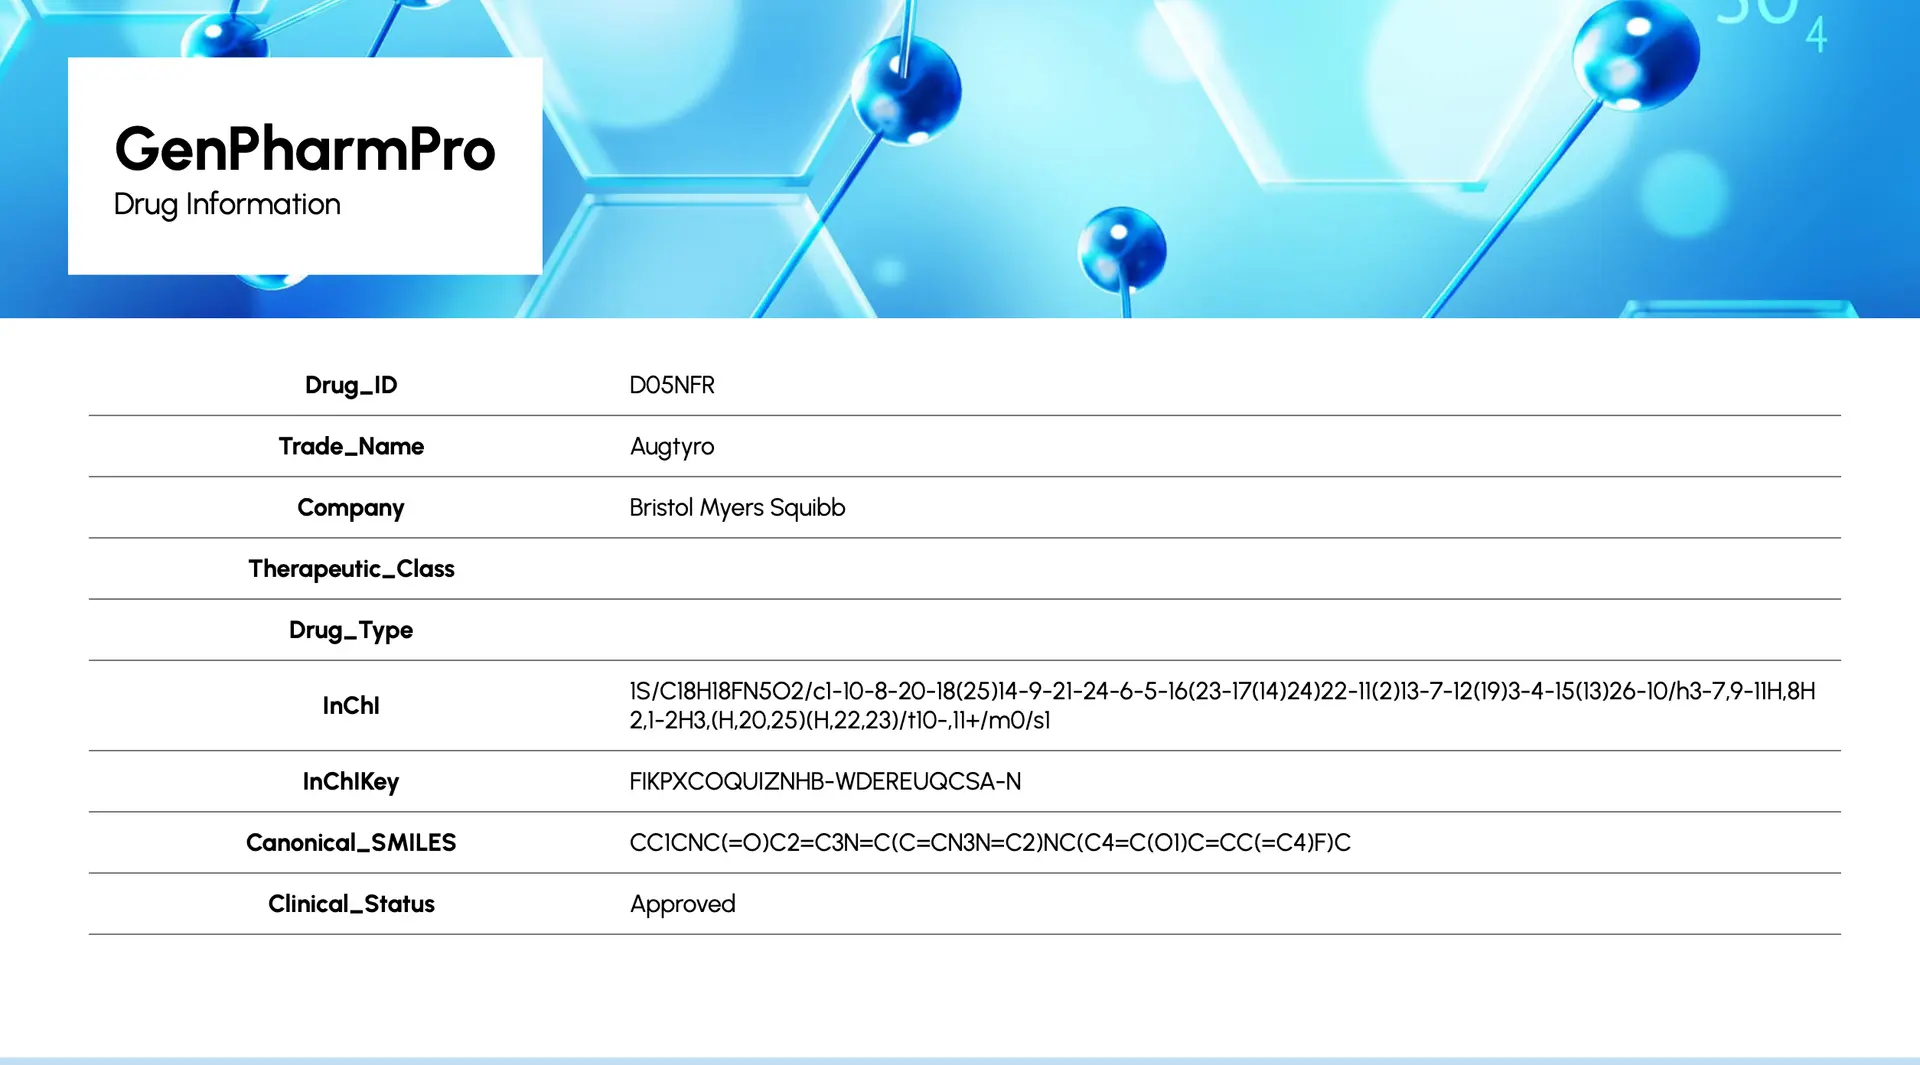 SO4
GenPharmPro
Drug Information
Drug_ID D05NFR
Trade_Name Augtyro
Company Bristol Myers Squibb
Therapeutic_Class
Drug_Type
InChI 1S/C18H18FN5O2/c1-10-8-20-18(25)14-9-21-24-6-5-16(23-17(14)24)22-11(2)13-7-12(19)3-4-15(13)26-10/h3-7,9-11H,8H
2,1-2H3,(H,20,25)(H,22,23)/t10-,11+/m0/s1
InChIKey FIKPXCOQUIZNHB-WDEREUQCSA-N
Canonical_SMILES CC1CNC(=O)C2=C3N=C(C=CN3N=C2)NC(C4=C(O1)C=CC(=C4)F)C
Clinical_Status Approved